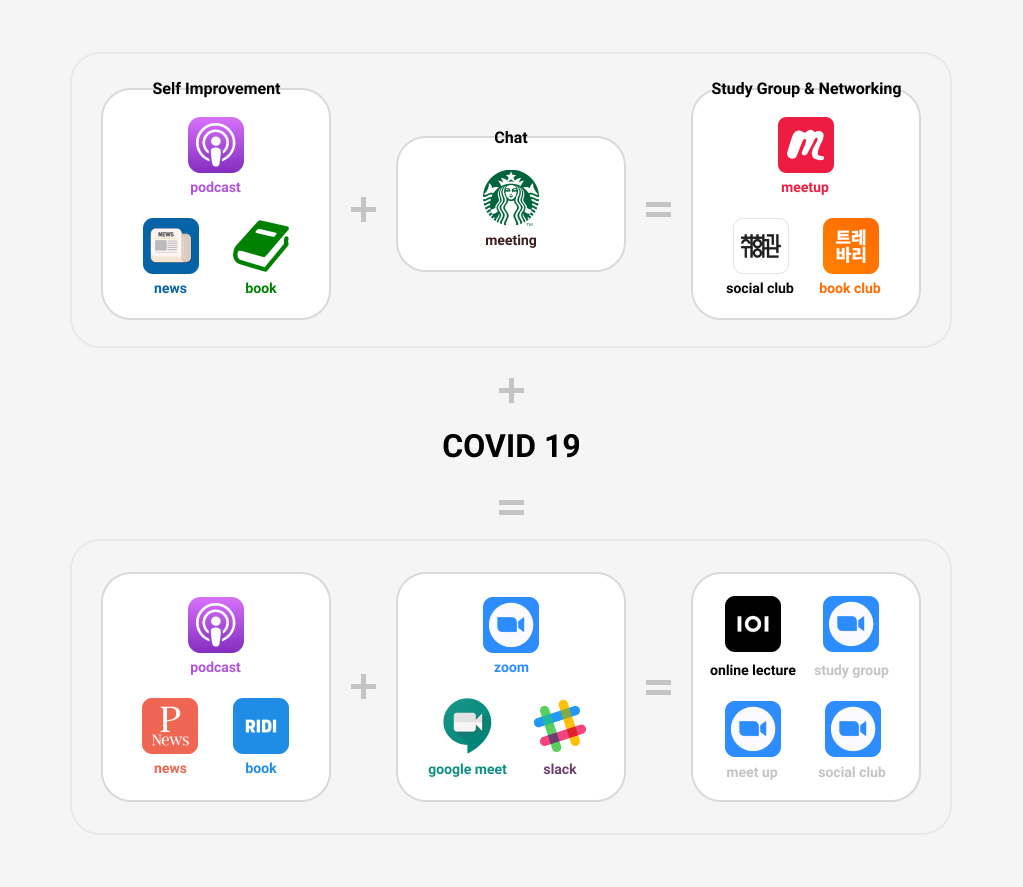 Self Improvement
Study Group & Networking
Chat
podcast
meetup
meeting
NEWS
취향관
트레
바리
news
book
social club
book club
COVID 19
podcast
zoom
IOI
online lecture
study group
P
News
RIDI
news
book
google meet
slack
meet up
social club